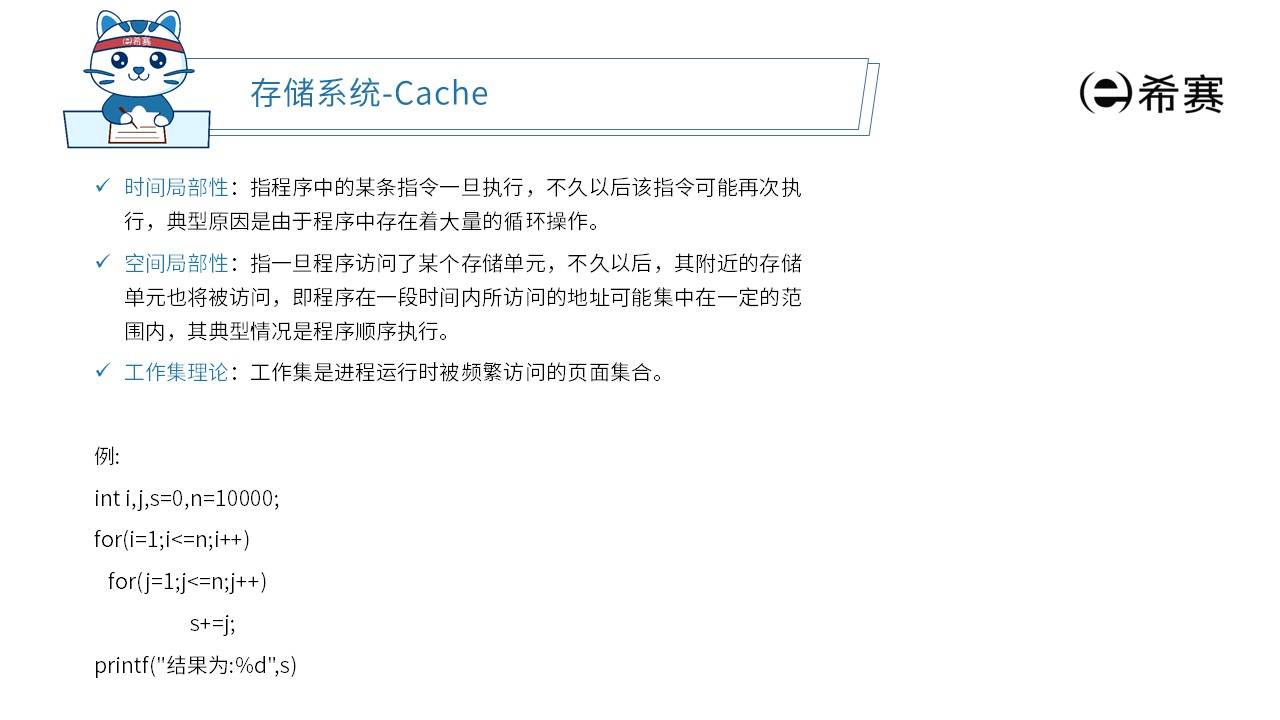 希赛
存储系统-Cache
希赛
时间局部性：指程序中的某条指令一旦执行，不久以后该指令可能再次执
行，典型原因是由于程序中存在着大量的循环操作。
空间局部性：指一旦程序访问了某个存储单元，不久以后，其附近的存储
单元也将被访问，即程序在一段时间内所访问的地址可能集中在一定的范
围内，其典型情况是程序顺序执行。
工作集理论：工作集是进程运行时被频繁访问的页面集合。
例:
int i,j,s=0,n=10000;
for(i=1;i<=n;i++)
for(j=1;j<=n;j++)
s+=j;
printf("结果为:%d",s)